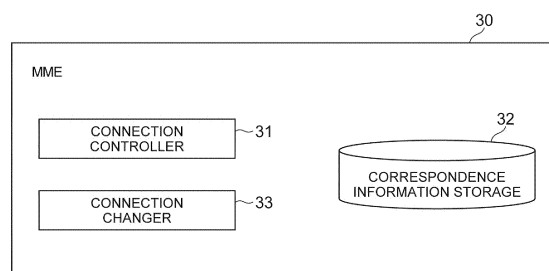 30
MME
CONNECTION
CONTROLLER
31
32
CORRESPONDENCE
INFORMATION STORAGE
CONNECTION
CHANGER
33